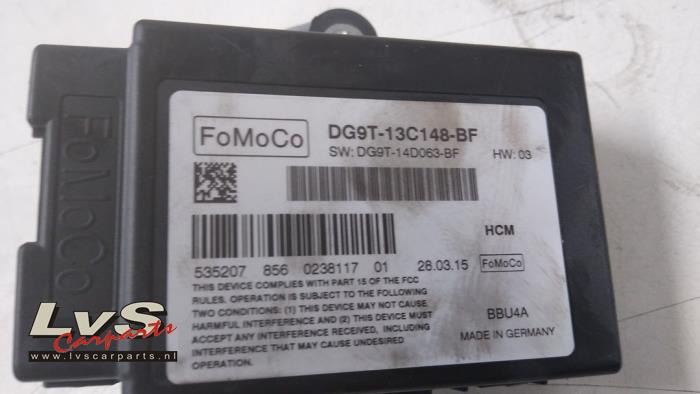 FoMoCo
FoMoCo
DG9T-13C148-BF
SW: DG9T-14D063-BF HW: 03
HCM
535207 856 0238117 01 28.03.15 FoMoCo
THIS DEVICE COMPLIES WITH PART 15 OF THE FCC
RULES. OPERATION IS SUBJECT TO THE FOLLOWING
TWO CONDITIONS: (1) THIS DEVICE MAY NOT CAUSE
HARMFUL INTERFERENCE AND (2) THIS DEVICE MUST
ACCEPT ANY INTERFERENCE RECEIVED, INCLUDING
INTERFERENCE THAT MAY CAUSE UNDESIRED
OPERATION.
BBU4A
MADE IN GERMANY
LvS
Carparts
www.lvscarparts.nl